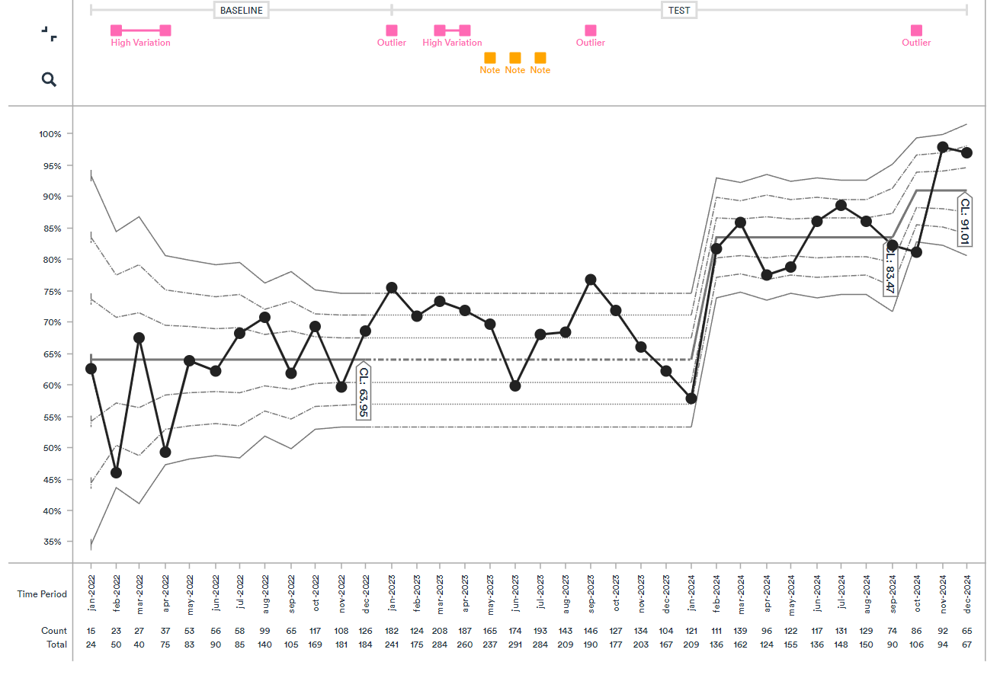 BASELINE TEST
High Variation Outlier High Variation Outlier Outlier
Note Note Note
100%
95%
90%
85%
80%
75%
70%
65%
60%
55%
50%
45%
40%
35%
CL: 63.95
CL: 83.47
CL: 91.01
Time Period jan-2022 feb-2022 mar-2022 apr-2022 may-2022 jun-2022 jul-2022 aug-2022 sep-2022 oct-2022 nov-2022 dec-2022 jan-2023 feb-2023 mar-2023 apr-2023 may-2023 jun-2023 jul-2023 aug-2023 sep-2023 oct-2023 nov-2023 dec-2023 jan-2024 feb-2024 mar-2024 apr-2024 may-2024 jun-2024 jul-2024 aug-2024 sep-2024 oct-2024 nov-2024 dec-2024
Count 15 23 27 37 53 56 58 99 65 117 108 126 182 124 208 187 165 174 193 143 146 127 134 104 121 111 139 96 122 117 131 129 74 86 92 65
Total 24 50 40 75 83 90 85 140 105 169 181 184 241 175 284 260 237 291 284 209 190 177 203 167 209 136 162 124 155 136 148 150 90 106 94 67